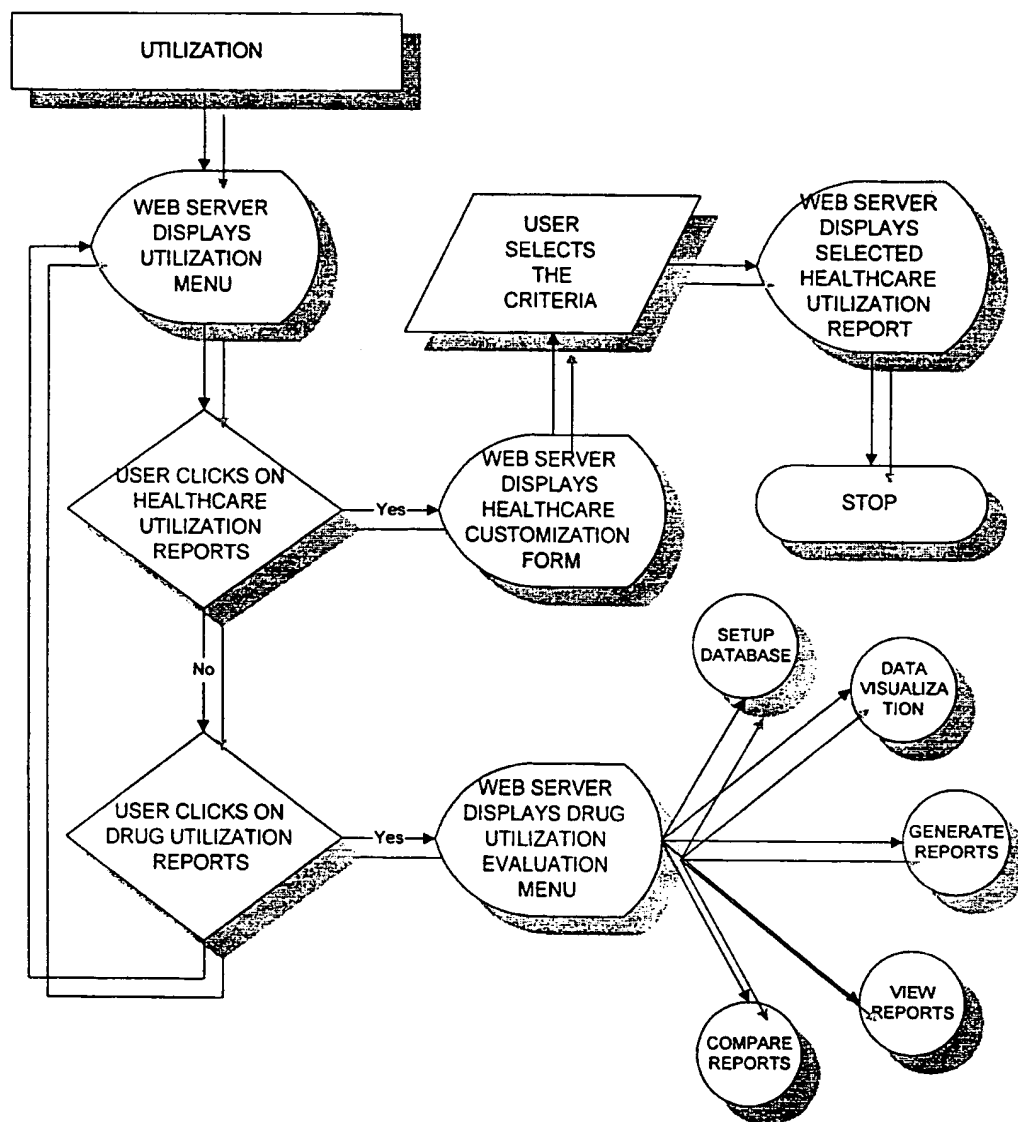 UTILIZATION
WEB SERVER
DISPLAYS
UTILIZATION
MENU
USER
SELECTS
THE
CRITERIA
WEB SERVER
DISPLAYS
SELECTED
HEALTHCARE
UTILIZATION
REPORT
USER CLICKS ON
HEALTHCARE
UTILIZATION
REPORTS
Yes
WEB SERVER
DISPLAYS
HEALTHCARE
CUSTOMIZATION
FORM
STOP
No
USER CLICKS ON
DRUG UTILIZATION
REPORTS
Yes
WEB SERVER
DISPLAYS DRUG
UTILIZATION
EVALUATION
MENU
SETUP
DATABASE
DATA
VISUALIZA
TION
GENERATE
REPORTS
VIEW
REPORTS
COMPARE
REPORTS